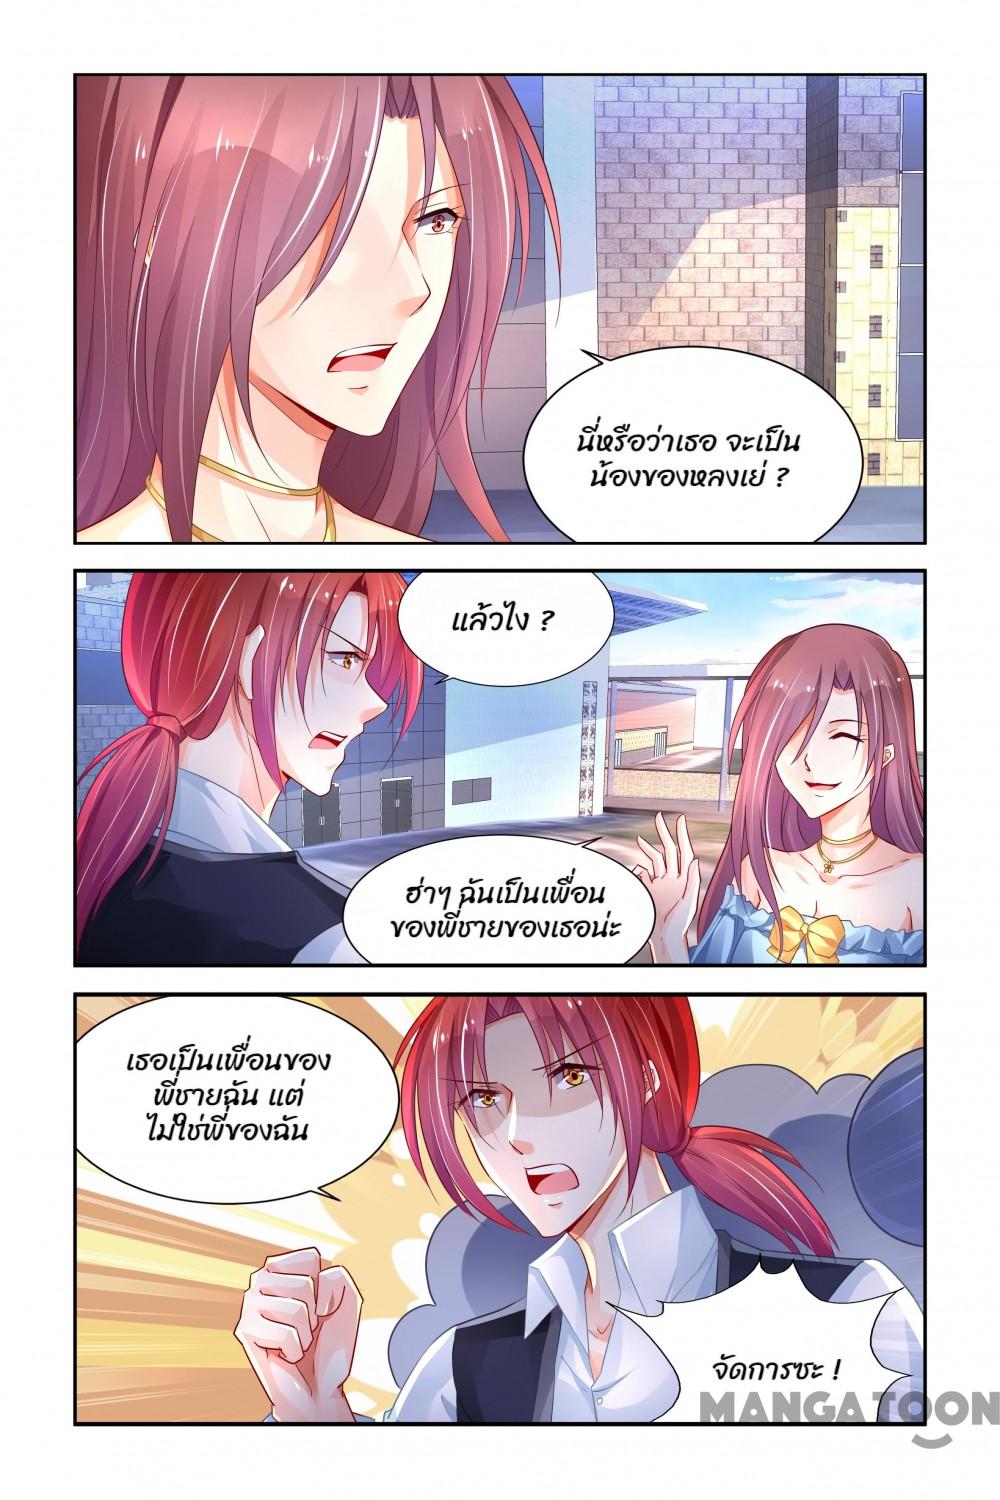 นี่หรือว่าเธอ จะเป็น
น้องของหลงเย่ ?
แล้วไง ?
ฮ่าๆ ฉันเป็นเพื่อน
ของพี่ชายของเธอน่ะ
เธอเป็นเพื่อนของ
พี่ชายฉัน แต่
ไม่ใช่พี่ของฉัน
จัดการซะ !
MANGATOON